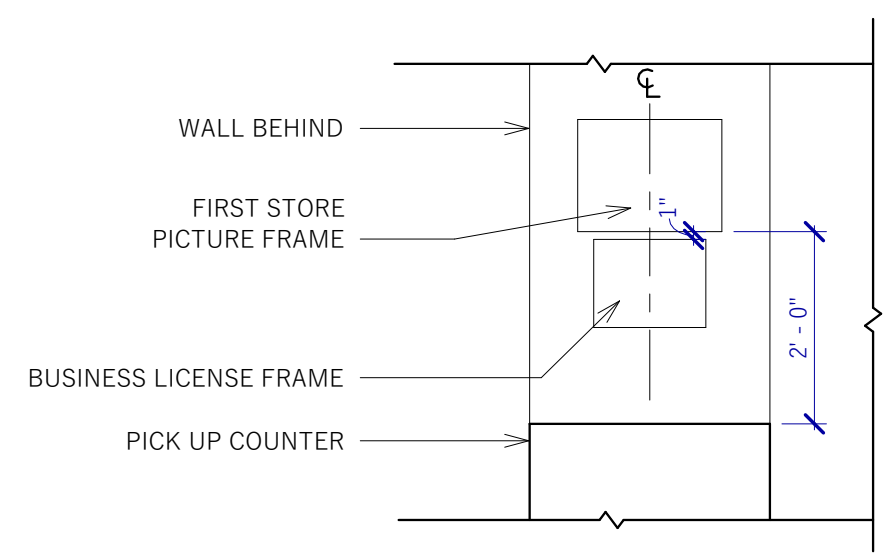 ℄
WALL BEHIND
FIRST STORE
PICTURE FRAME
1"
2' - 0"
BUSINESS LICENSE FRAME
PICK UP COUNTER